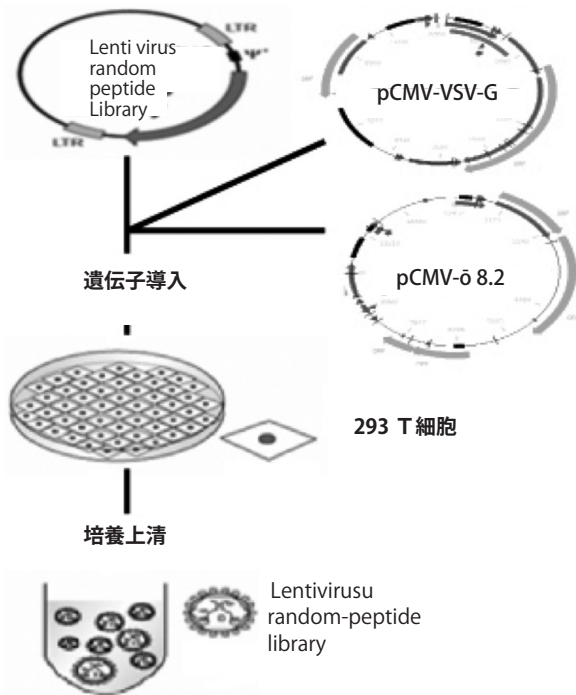 LTR
Lenti virus
random
peptide
Library
Ψ+
LTR
pCMV-VSV-G
pCMV-δ 8.2
遺伝子導入
293 T細胞
培養上清
Lentivirusu
random-peptide
library